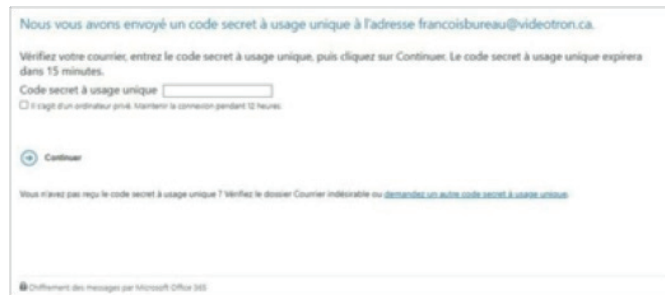 Nous vous avons envoyé un code secret à usage unique à l'adresse francoisbureau@videotron.ca.
Vérifiez votre courrier, entrez le code secret à usage unique, puis cliquez sur Continuer. Le code secret à usage unique expirera
dans 15 minutes.
Code secret à usage unique
Il s'agit d'un ordinateur privé. Maintenir la connexion pendant 12 heures.
Continuer
Vous n'avez pas reçu le code secret à usage unique ? Vérifiez le dossier Courrier indésirable ou demandez un autre code secret à usage unique.
Chiffrement des messages par Microsoft Office 365